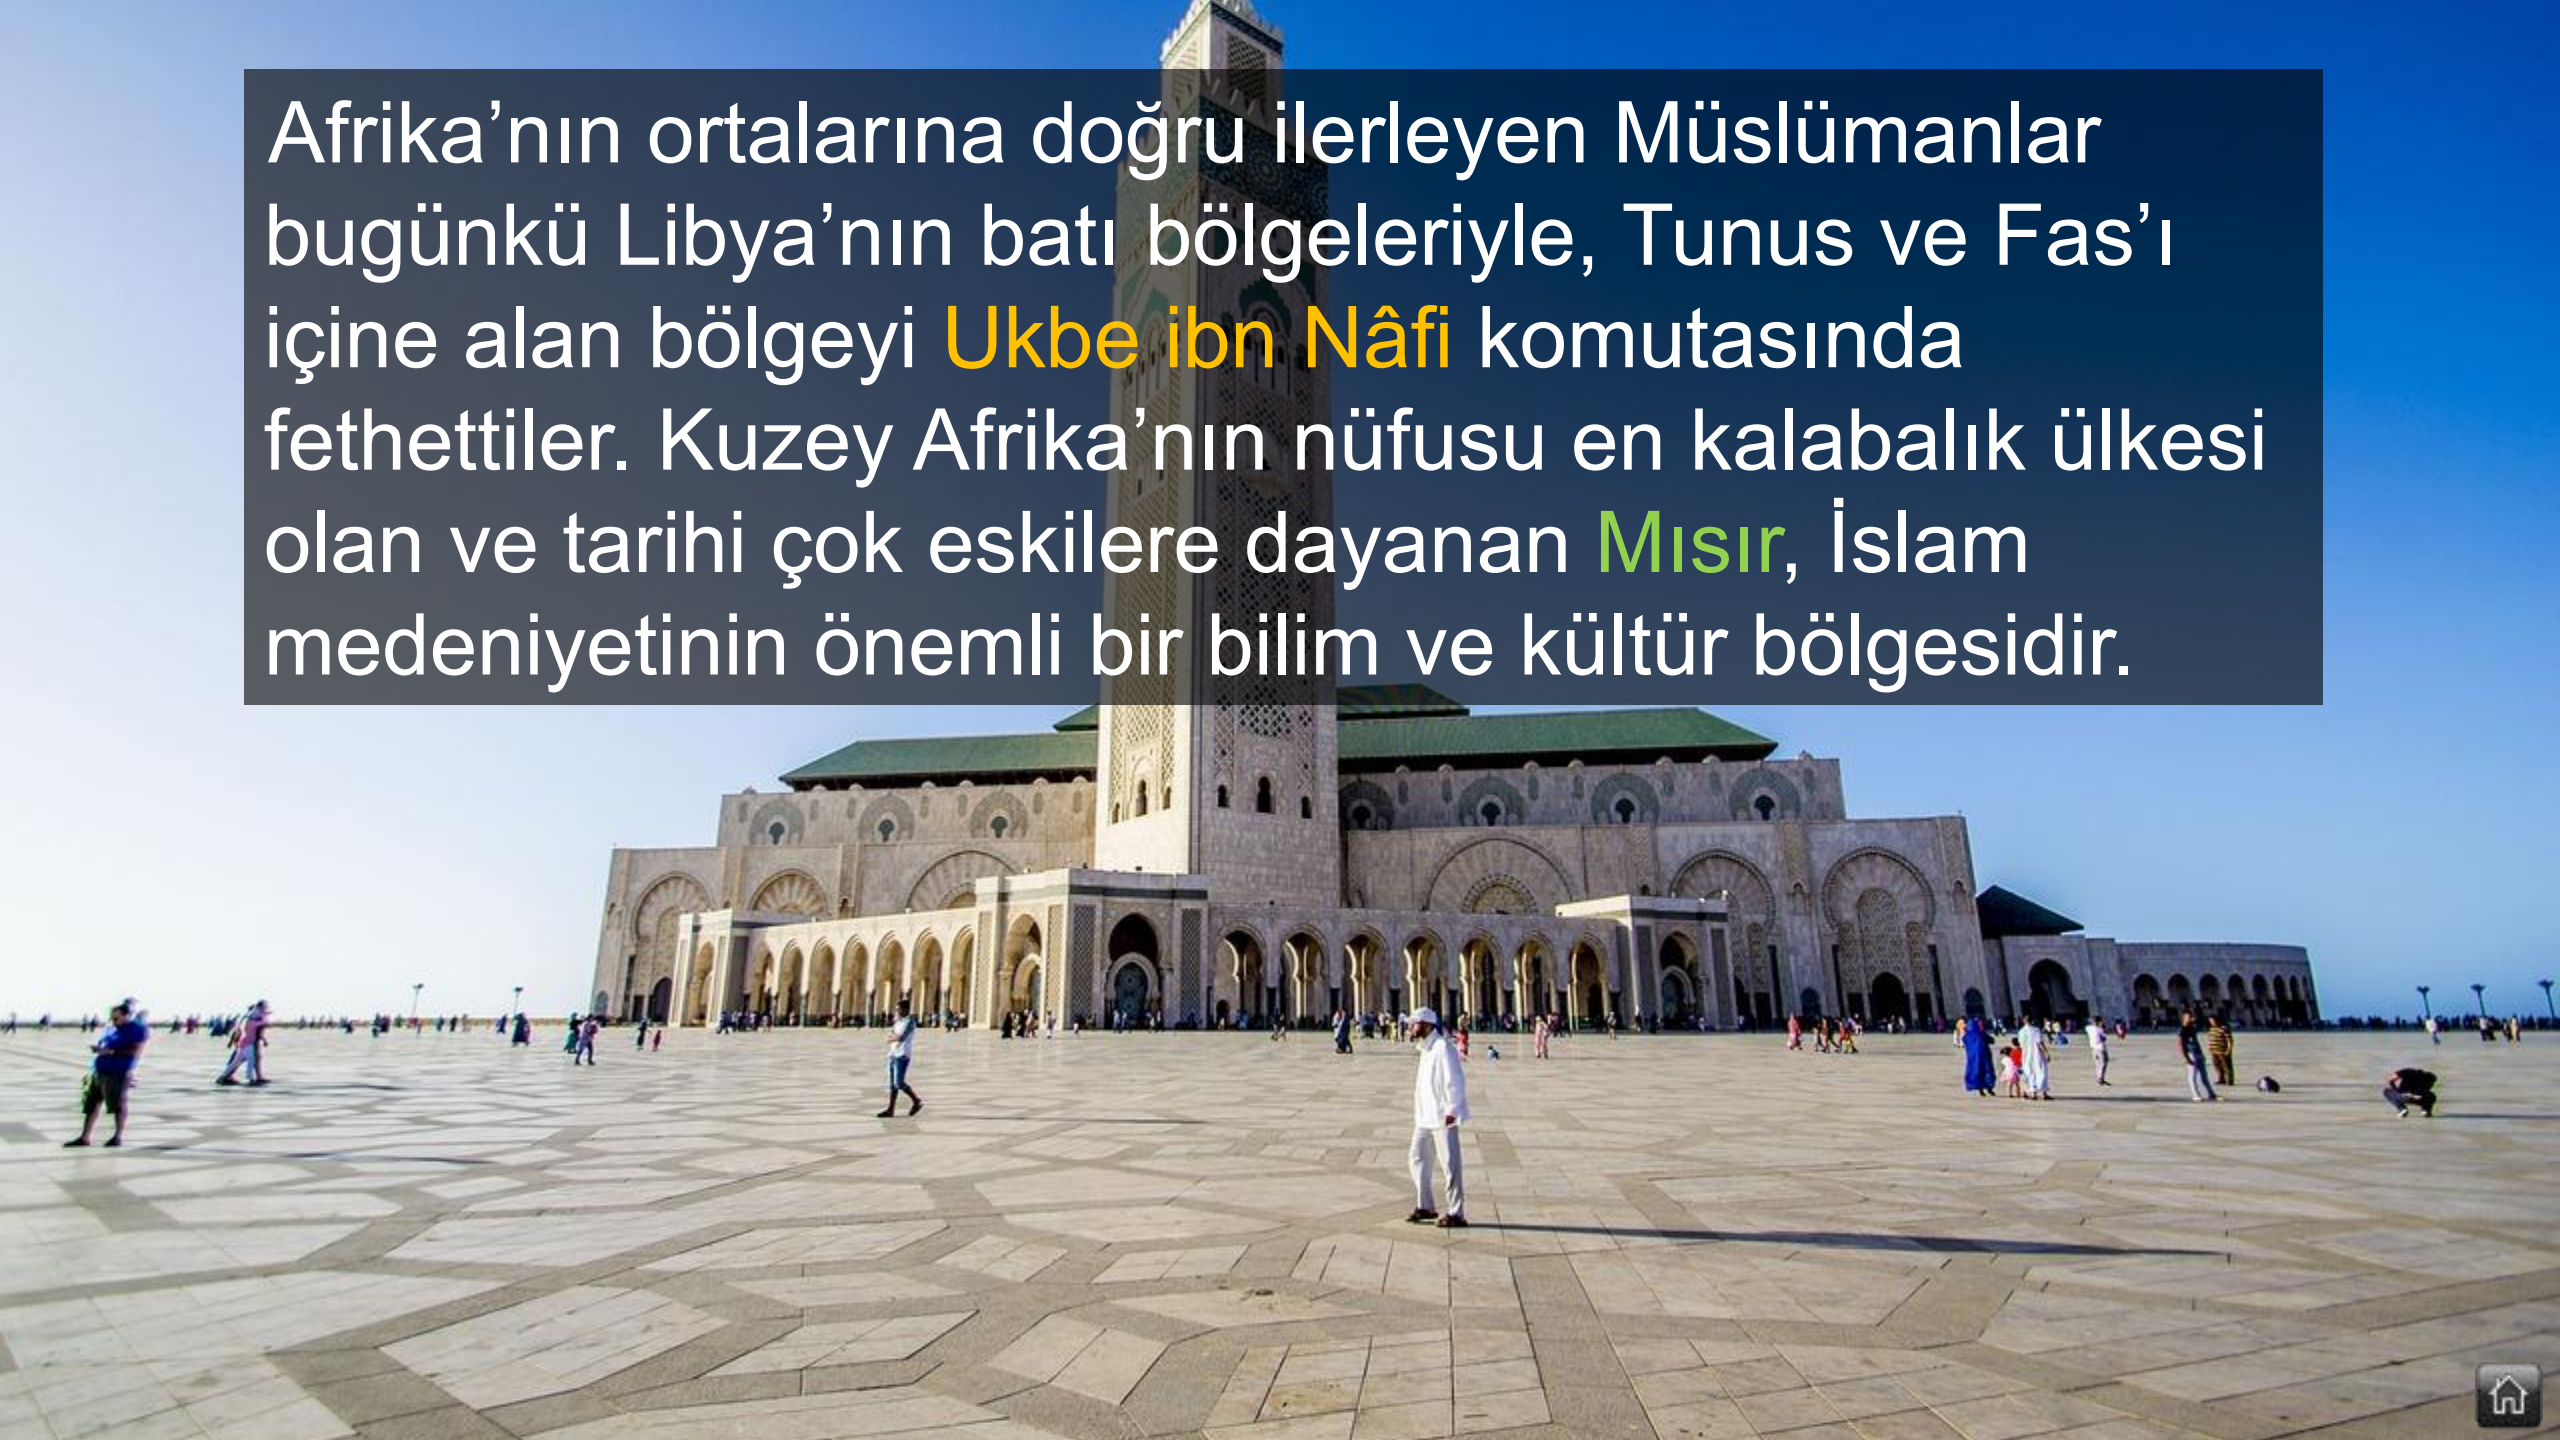 Afrika’nın ortalarına doğru ilerleyen Müslümanlar
bugünkü Libya’nın batı bölgeleriyle, Tunus ve Fas’ı
içine alan bölgeyi Ukbe ibn Nâfi komutasında
fethettiler. Kuzey Afrika’nın nüfusu en kalabalık ülkesi
olan ve tarihi çok eskilere dayanan Mısır, İslam
medeniyetinin önemli bir bilim ve kültür bölgesidir.